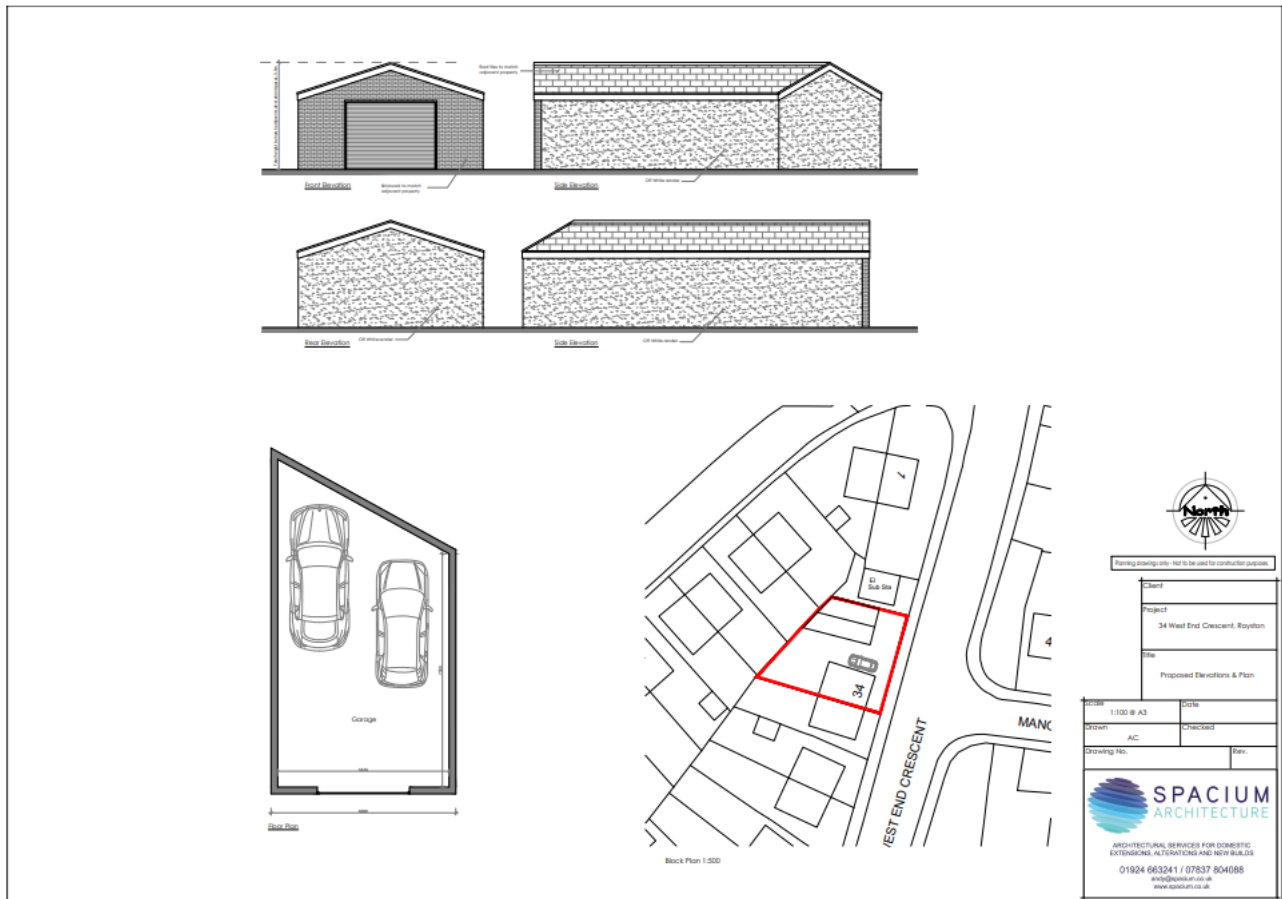 Roof tiles to match
adjacent property
Front Elevation
Brickwork to match
adjacent property
Side Elevation
Off White render
Rear Elevation
Off White render
Side Elevation
Off White render
Garage
Floor Plan
7
El
Sub Sta
34
4
MANO
VEST END CRESCENT
Block Plan 1:500
North
Planning drawings only - Not to be used for construction purposes.
Client
Project
34 West End Crescent, Royston
Title
Proposed Elevations & Plan
Scale
1:100 @ A3
Date
Drawn
AC
Checked
Drawing No.
Rev.
SPACIUM
ARCHITECTURE
ARCHITECTURAL SERVICES FOR DOMESTIC
EXTENSIONS, ALTERATIONS AND NEW BUILDS
01924 663241 / 07837 804088
andy@spacium.co.uk
www.spacium.co.uk